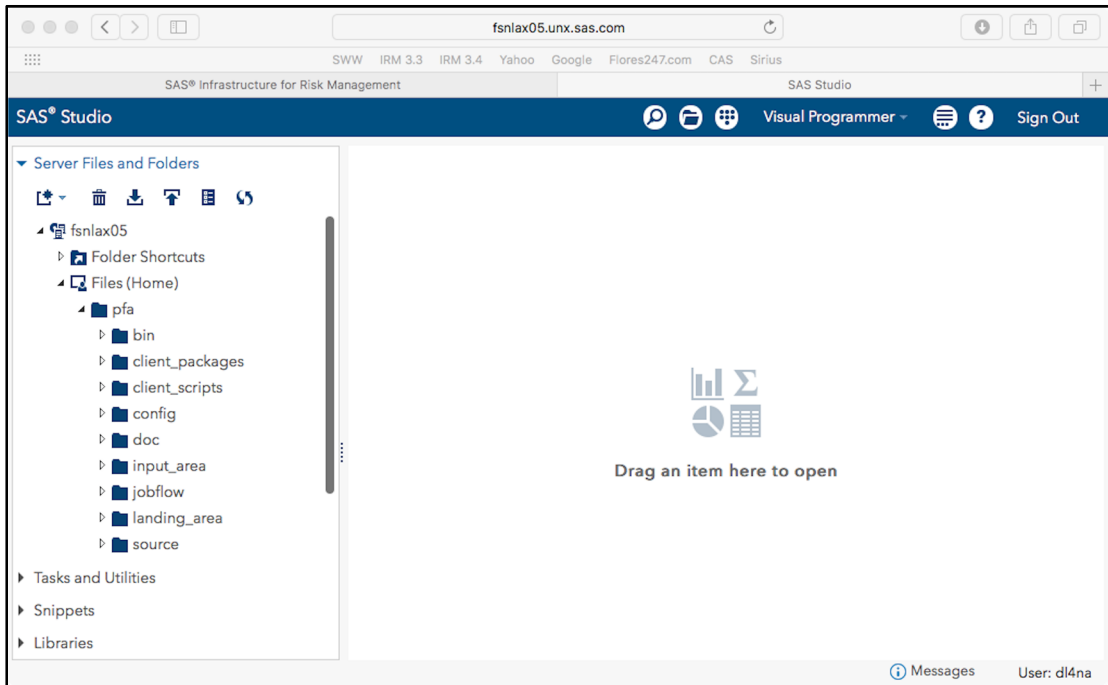 fsnlax05.unx.sas.com
SWW IRM 3.3 IRM 3.4 Yahoo Google Flores247.com CAS Sirius
SAS® Infrastructure for Risk Management SAS Studio
SAS® Studio Visual Programmer ? Sign Out
Server Files and Folders
fsnlax05
Folder Shortcuts
Files (Home)
pfa
bin
client_packages
client_scripts
config
doc
input_area
jobflow
landing_area
source
Tasks and Utilities
Snippets
Libraries
Drag an item here to open
Messages User: dl4na